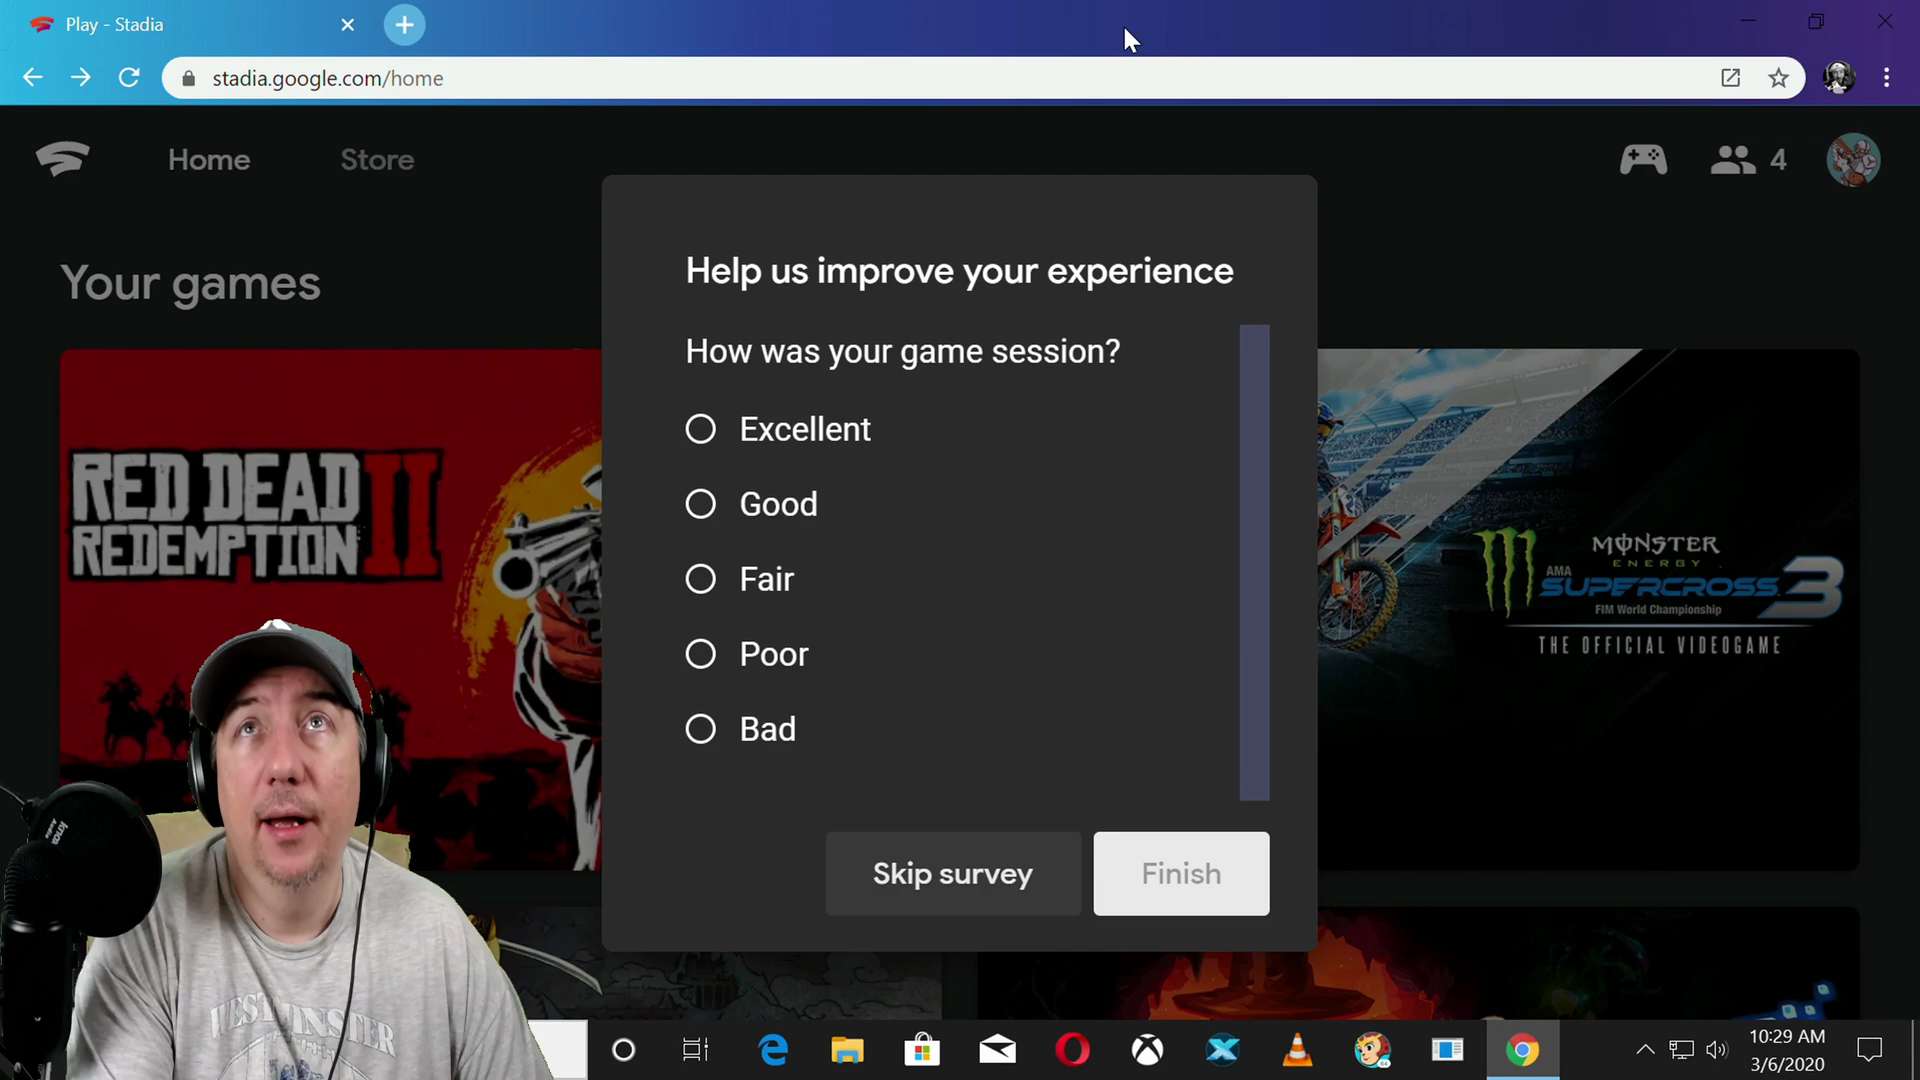 Play - Stadia
stadia.google.com/home
Home
Store
4
Your games
Help us improve your experience
How was your game session?
Excellent
Good
Fair
Poor
Bad
Skip survey
Finish
RED DEAD
REDEMPTION II
MONSTER
ENERGY
AMA
SUPERCROSS 3
FIM World Championship
THE OFFICIAL VIDEOGAME
WESTMINSTER
10:29 AM
3/6/2020